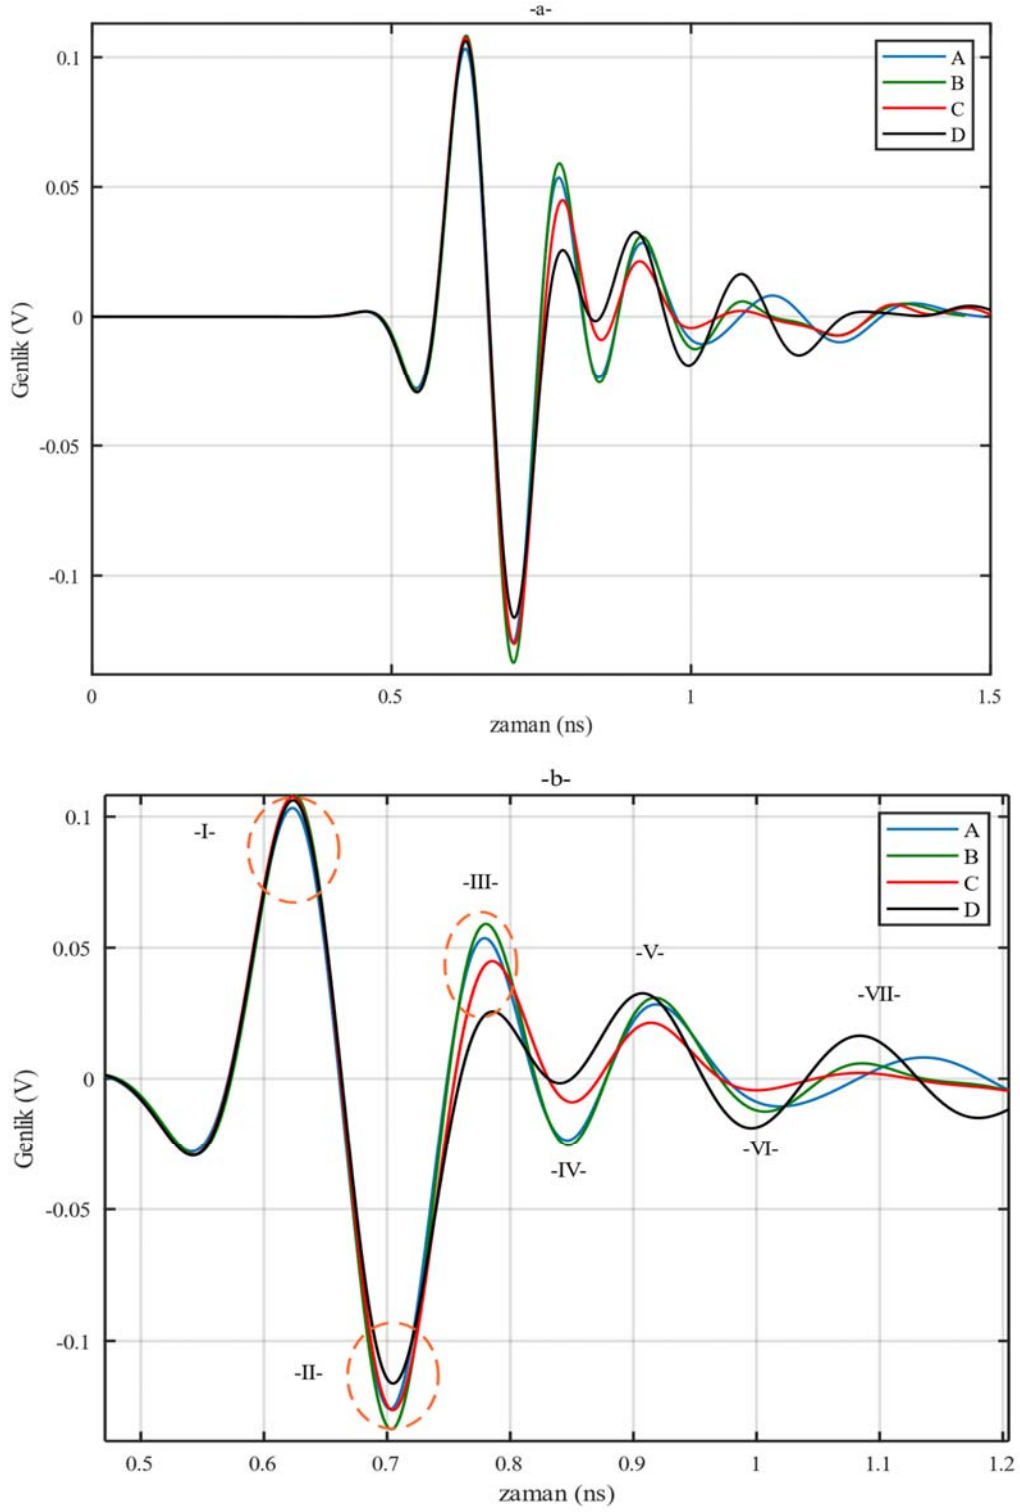 -a-
0.1
0.05
0
-0.05
-0.1
Genlik (V)
A
B
C
D
0
0.5
1
1.5
zaman (ns)
-b-
0.1
0.05
0
-0.05
-0.1
Genlik (V)
-I-
-II-
-III-
-IV-
-V-
-VI-
-VII-
A
B
C
D
0.5
0.6
0.7
0.8
0.9
1
1.1
1.2
zaman (ns)